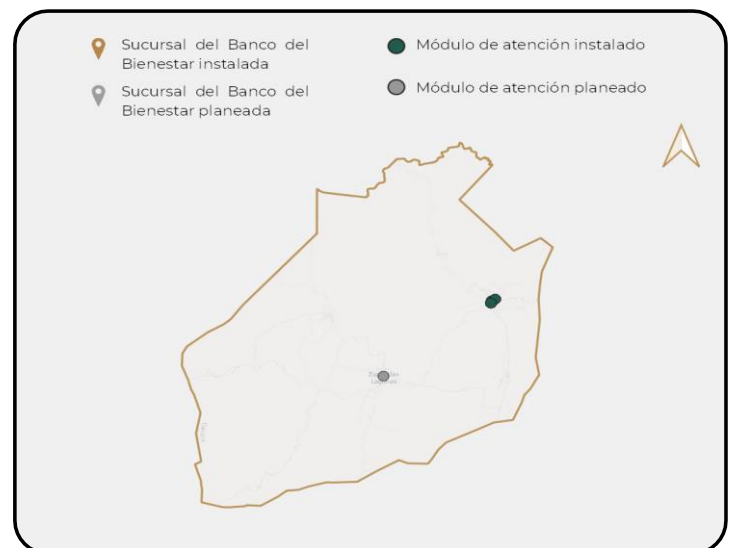 Sucursal del Banco del
Bienestar instalada
Módulo de atención instalado
Sucursal del Banco del
Bienestar planeada
Módulo de atención planeado